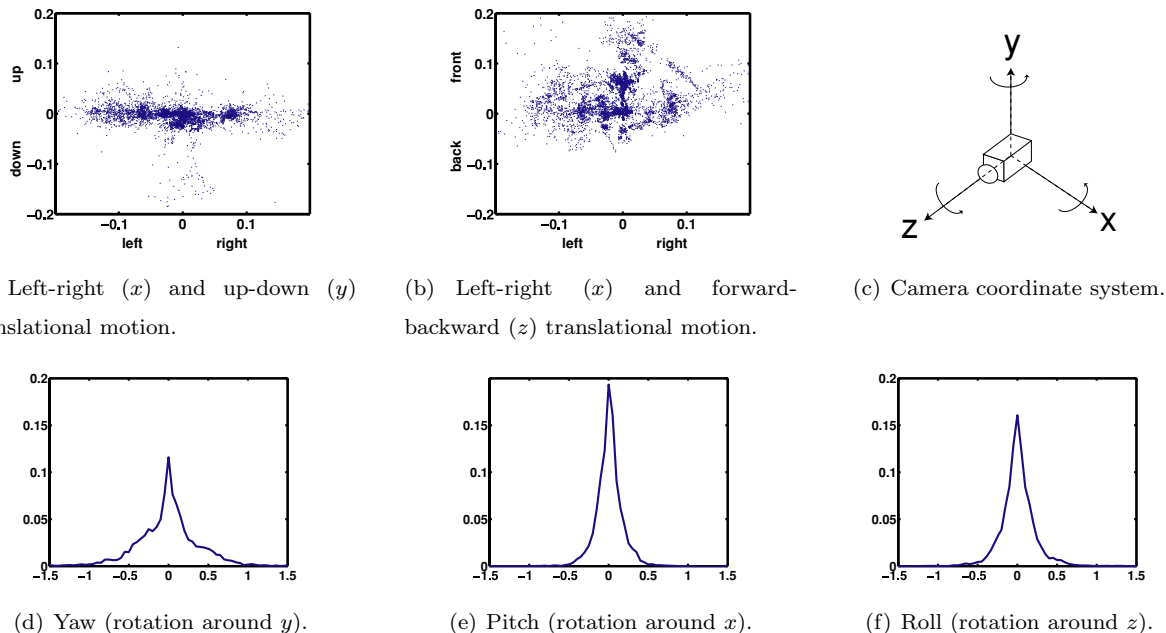 0.2
0.1
0
−0.1
−0.2
up
down
−0.1 0 0.1
left right
0.2
0.1
0
−0.1
0.2
front
back
−0.1 0 0.1
left right
y
z
x
Left-right (x) and up-down (y)
nslational motion.
(b) Left-right (x) and forward-
backward (z) translational motion.
(c) Camera coordinate system.
0.2
0.15
0.1
0.05
0
−1.5 −1 −0.5 0 0.5 1 1.5
0.2
0.15
0.1
0.05
0
−1.5 −1 −0.5 0 0.5 1 1.5
0.2
0.15
0.1
0.05
0
−1.5 −1 −0.5 0 0.5 1 1.5
(d) Yaw (rotation around y).
(e) Pitch (rotation around x).
(f) Roll (rotation around z).